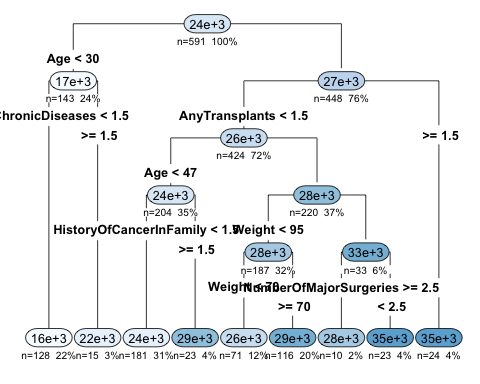 24e+3
n=591 100%
Age < 30
17e+3
27e+3
n=143 24%
n=448 76%
ChronicDiseases < 1.5
AnyTransplants < 1.5
>= 1.5
26e+3
>= 1.5
n=424 72%
Age < 47
24e+3
28e+3
n=204 35%
n=220 37%
HistoryOfCancerInFamily < 1.5
Weight < 95
>= 1.5
28e+3
33e+3
n=187 32%
n=33 6%
Weight < 70
NumberOfMajorSurgeries >= 2.5
>= 70
< 2.5
16e+3 22e+3 24e+3 29e+3 26e+3 29e+3 28e+3 35e+3 35e+3
n=128 22% n=15 3% n=181 31% n=23 4% n=71 12% n=116 20% n=10 2% n=23 4% n=24 4%